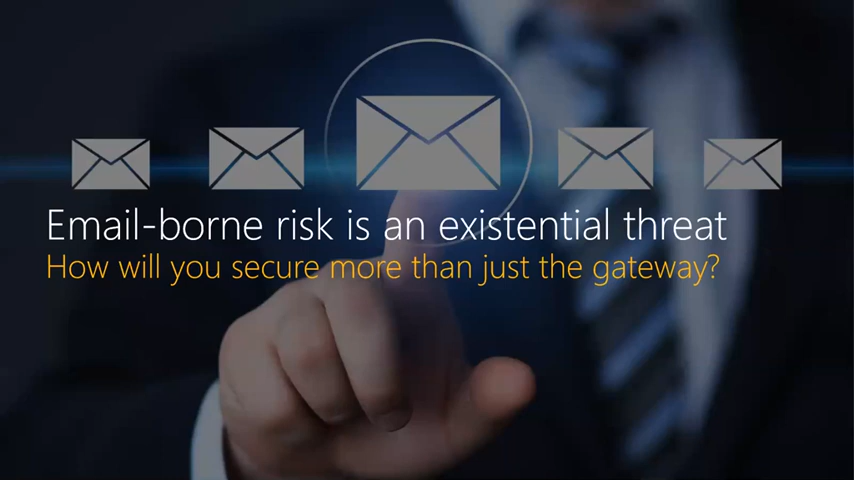 Email-borne risk is an existential threat
How will you secure more than just the gateway?